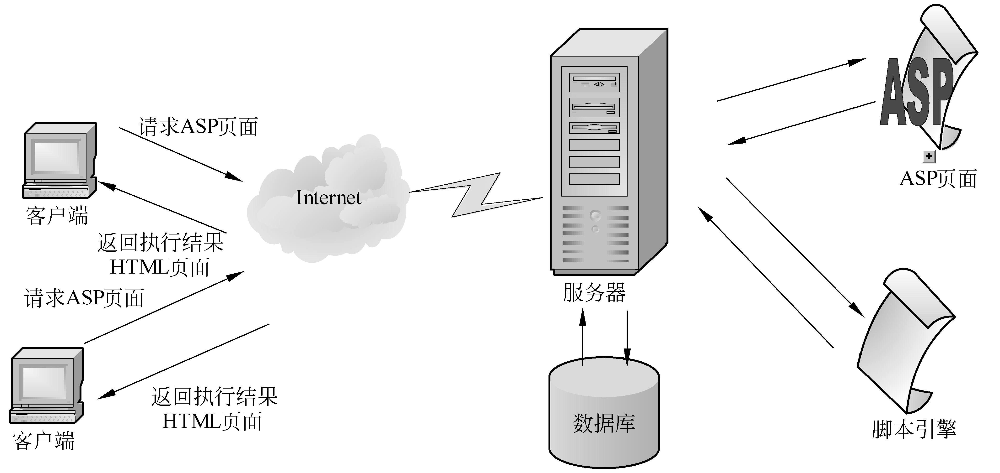 请求ASP页面
客户端
返回执行结果
HTML页面
请求ASP页面
客户端
返回执行结果
HTML页面
Internet
服务器
数据库
ASP
ASP页面
脚本引擎